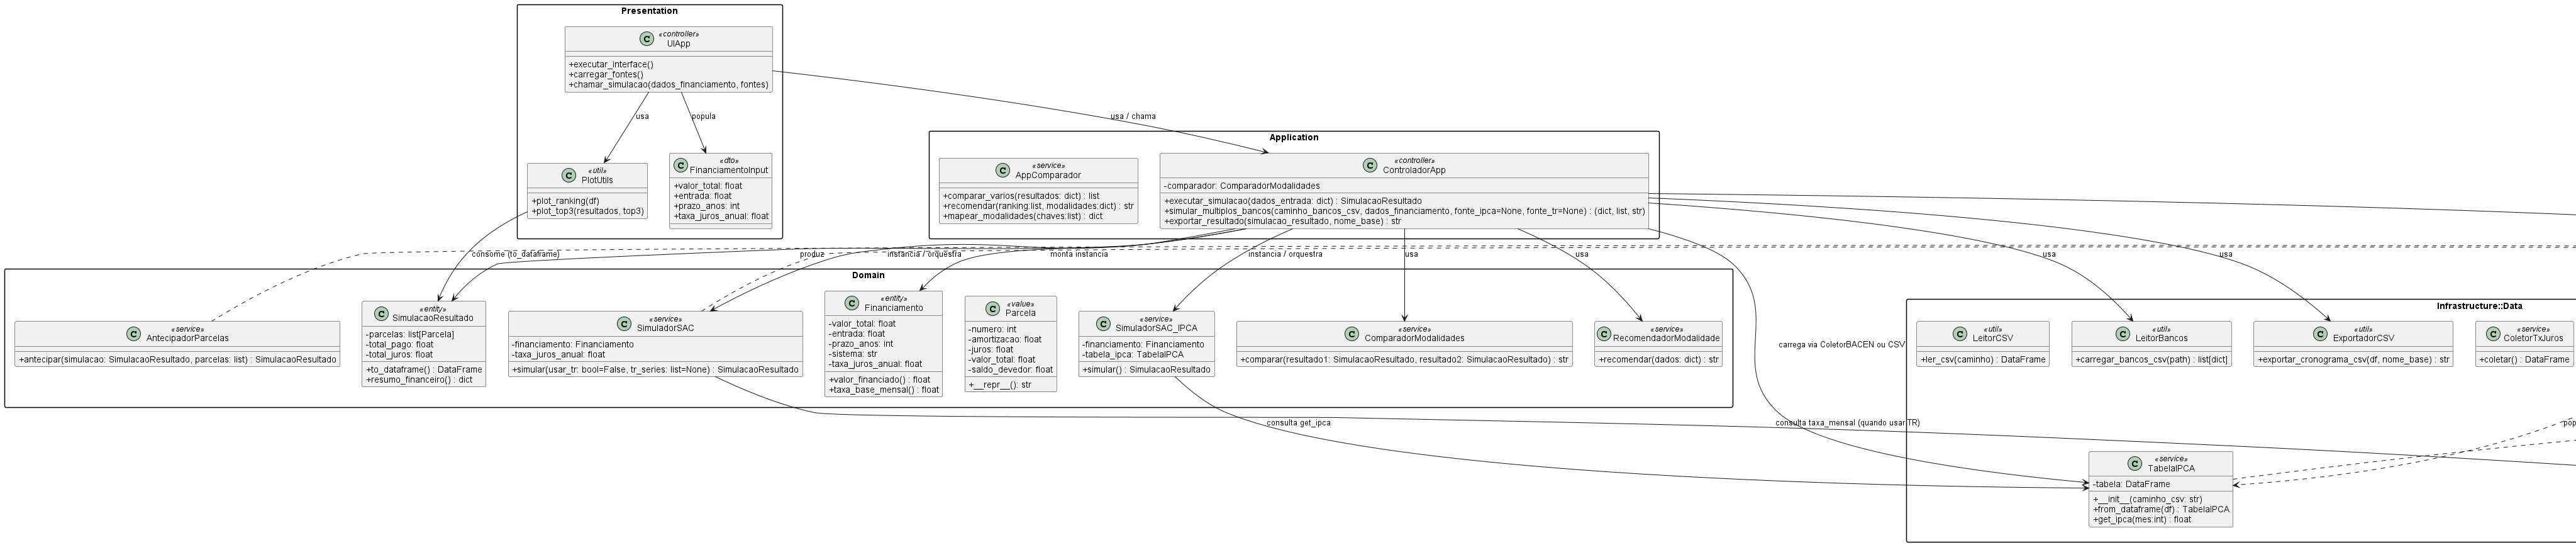 Presentation
«controller»
UIApp
+executar_interface()
+carregar_fontes()
+chamar_simulacao(dados_financiamento, fontes)
usa
popula
usa / chama
«util»
PlotUtils
+plot_ranking(df)
+plot_top3(resultados, top3)
«dto»
FinanciamentoInput
+valor_total: float
+entrada: float
+prazo_anos: int
+taxa_juros_anual: float
Application
«service»
AppComparador
+comparar_varios(resultados: dict) : list
+recomendar(ranking:list, modalidades:dict) : str
+mapear_modalidades(chaves:list) : dict
«controller»
ControladorApp
-comparador: ComparadorModalidades
+executar_simulacao(dados_entrada: dict) : SimulacaoResultado
+simular_multiplos_bancos(caminho_bancos_csv, dados_financiamento, fonte_ipca=None, fonte_tr=None) : (dict, list, str)
+exportar_resultado(simulacao_resultado, nome_base) : str
consome (to_dataframe)
produz
instancia / orquestra
monta instancia
instancia / orquestra
usa
usa
usa
usa
Domain
«service»
AntecipadorParcelas
+antecipar(simulacao: SimulacaoResultado, parcelas: list) : SimulacaoResultado
«entity»
SimulacaoResultado
-parcelas: list[Parcela]
-total_pago: float
-total_juros: float
+to_dataframe() : DataFrame
+resumo_financeiro() : dict
«service»
SimuladorSAC
-financiamento: Financiamento
-taxa_juros_anual: float
+simular(usar_tr: bool=False, tr_series: list=None) : SimulacaoResultado
«entity»
Financiamento
-valor_total: float
-entrada: float
-prazo_anos: int
-sistema: str
-taxa_juros_anual: float
+valor_financiado() : float
+taxa_base_mensal() : float
«value»
Parcela
-numero: int
-amortizacao: float
-juros: float
-valor_total: float
-saldo_devedor: float
+__repr__(): str
«service»
SimuladorSAC_IPCA
-financiamento: Financiamento
-tabela_ipca: TabelaIPCA
+simular() : SimulacaoResultado
«service»
ComparadorModalidades
+comparar(resultado1: SimulacaoResultado, resultado2: SimulacaoResultado) : str
«service»
RecomendadorModalidade
+recomendar(dados: dict) : str
carrega via ColetorBACEN ou CSV
Infrastructure::Data
«util»
LeitorCSV
+ler_csv(caminho) : DataFrame
«util»
LeitorBancos
+carregar_bancos_csv(path) : list[dict]
«util»
ExportadorCSV
+exportar_cronograma_csv(df, nome_base) : str
«service»
ColetorTxJuros
+coletar() : DataFrame
consulta get_ipca
consulta taxa_mensal (quando usar TR)
pop
«service»
TabelaIPCA
-tabela: DataFrame
+__init__(caminho_csv: str)
+from_dataframe(df) : TabelaIPCA
+get_ipca(mes:int) : float